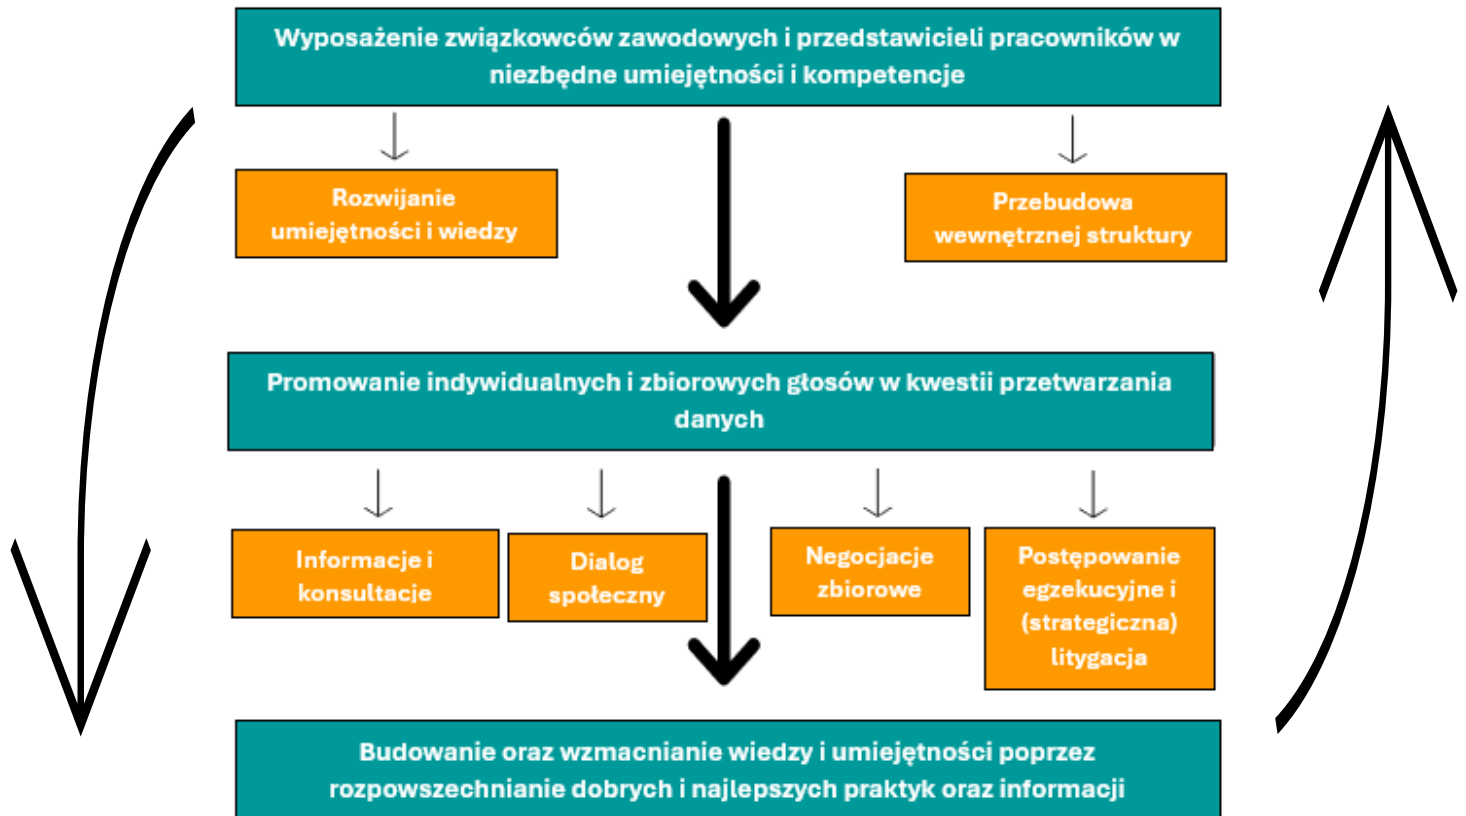 Wyposażenie związkowców zawodowych i przedstawicieli pracowników w
niezbędne umiejętności i kompetencje
Rozwijanie
umiejętności i wiedzy
Przebudowa
wewnętrznej struktury
Promowanie indywidualnych i zbiorowych głosów w kwestii przetwarzania
danych
Informacje i
konsultacje
Dialog
społeczny
Negocjacje
zbiorowe
Postępowanie
egzekucyjne i
(strategiczna)
litygacja
Budowanie oraz wzmacnianie wiedzy i umiejętności poprzez
rozpowszechnianie dobrych i najlepszych praktyk oraz informacji